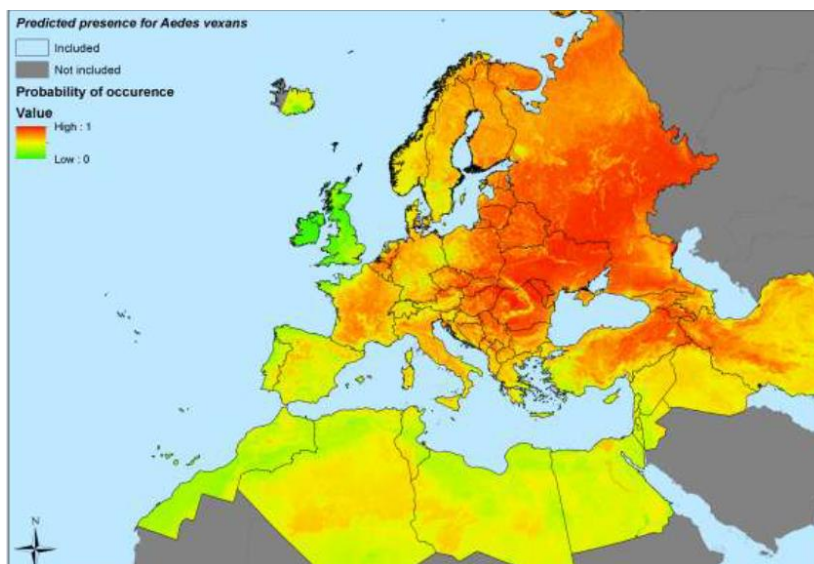 Predicted presence for Aedes vexans
Included
Not included
Probability of occurence
Value
High : 1
Low : 0
N